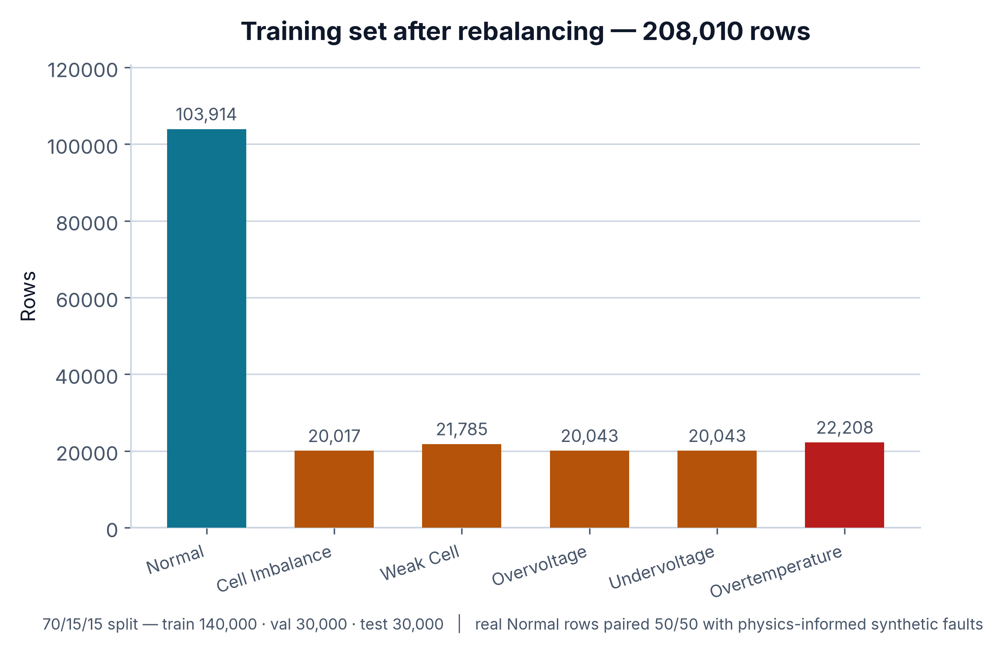 Training set after rebalancing — 208,010 rows
120000
100000
80000
60000
40000
20000
0
Rows
103,914
20,017
21,785
20,043
20,043
22,208
Normal
Cell Imbalance
Weak Cell
Overvoltage
Undervoltage
Overtemperature
70/15/15 split — train 140,000 · val 30,000 · test 30,000 | real Normal rows paired 50/50 with physics-informed synthetic faults